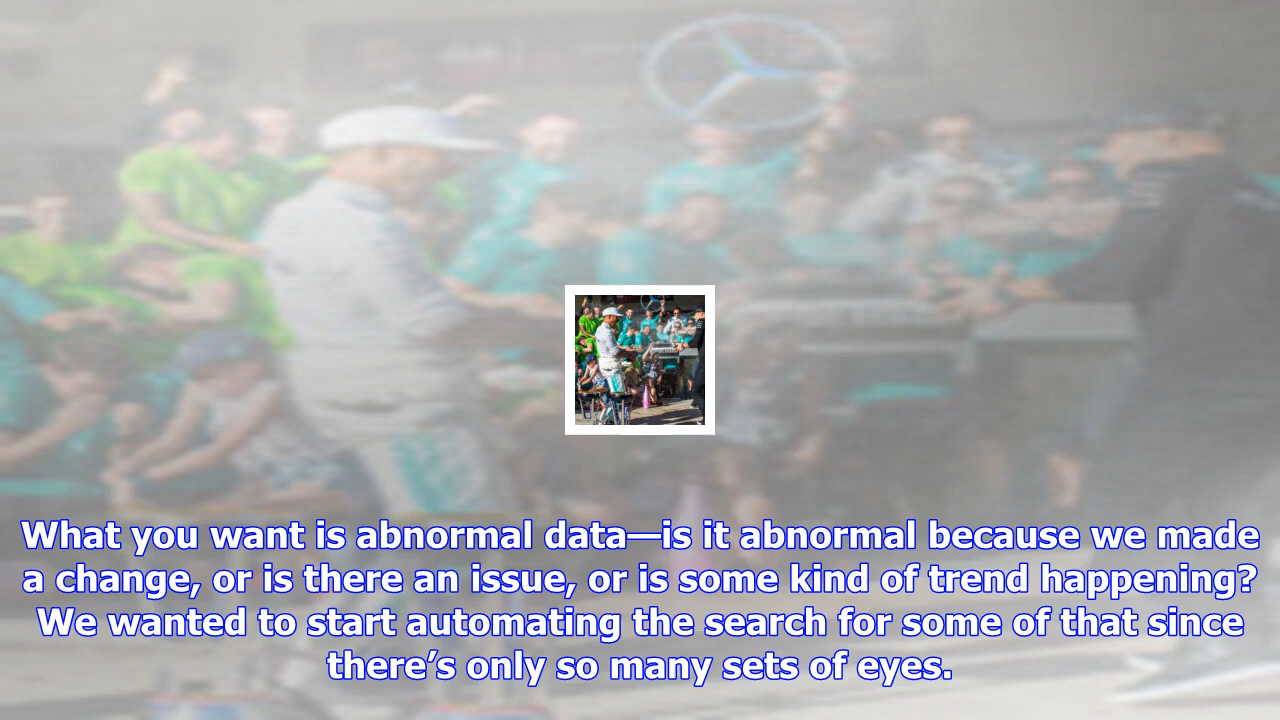 What you want is abnormal data—is it abnormal because we made
a change, or is there an issue, or is some kind of trend happening?
We wanted to start automating the search for some of that since
there’s only so many sets of eyes.